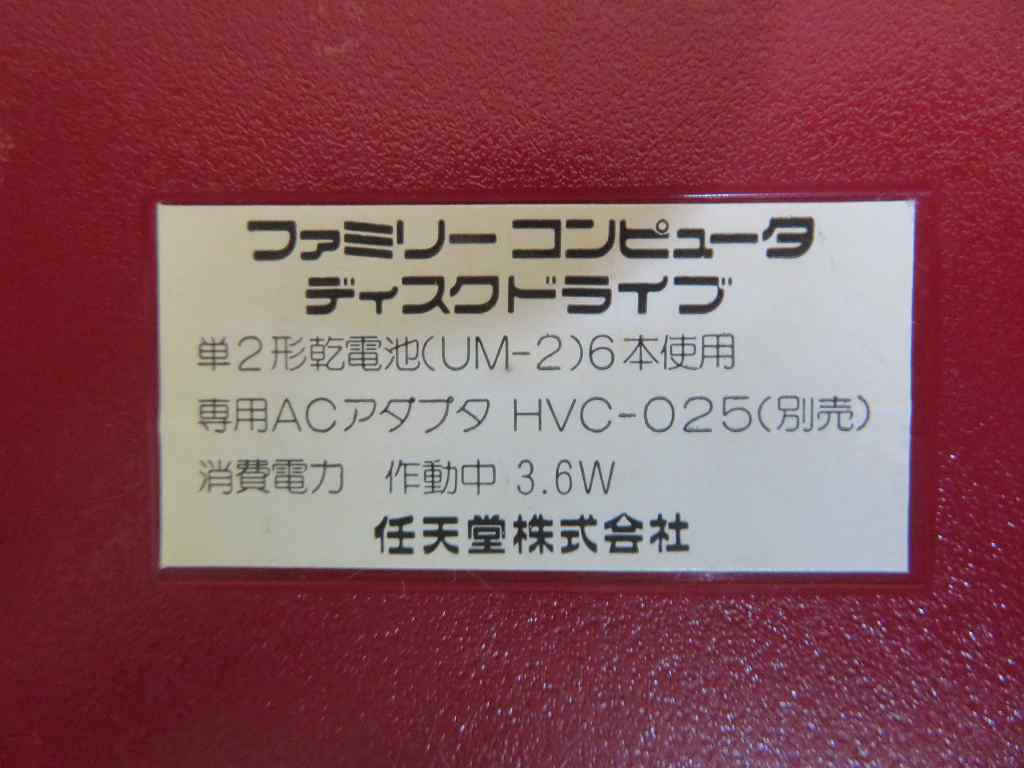 ファミリー コンピュータ
ディスクドライブ
単2形乾電池(UM-2)6本使用
専用ACアダプタ HVC-025(別売)
消費電力 作動中 3.6W
任天堂株式会社